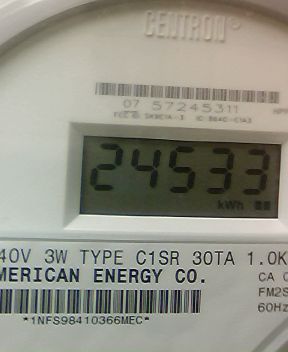 CENTRON®
07 57245311
24533
kWh
40V 3W TYPE C1SR 30TA 1.0K
MERICAN ENERGY CO.
CA
FM2S
60Hz
*1NFS98410366MEC*